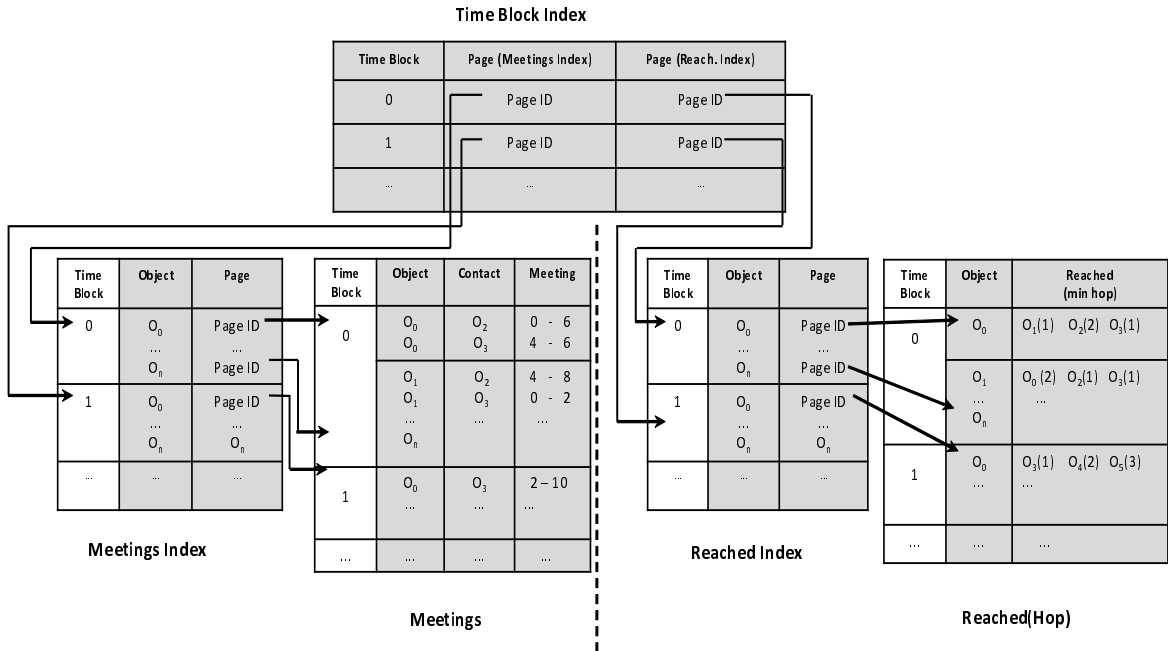 Time Block Index
Time Block Page (Meetings Index) Page (Reach. Index)
0 Page ID Page ID
1 Page ID Page ID
... ... ...
Time Block Object Page
0 O₀ Page ID
... ...
Oₙ Page ID
1 O₀ Page ID
... ...
Oₙ Oₙ
... ... ...
Meetings Index
Time Block Object Contact Meeting
0 O₀ O₂ 0 - 6
O₀ O₃ 4 - 6
O₁ O₂ 4 - 8
O₁ O₃ 0 - 2
... ... ...
Oₙ
1 O₀ O₃ 2 – 10
... ... ...
... ... ... ...
Meetings
Time Block Object Page
0 O₀ Page ID
... ...
Oₙ Page ID
1 O₀ Page ID
... ...
Oₙ Oₙ
... ... ...
Reached Index
Time Block Object Reached (min hop)
0 O₀ O₁(1) O₂(2) O₃(1)
O₁ O₀(2) O₂(1) O₃(1)
... ...
Oₙ
1 O₀ O₃(1) O₄(2) O₅(3)
... ...
... ... ...
Reached(Hop)